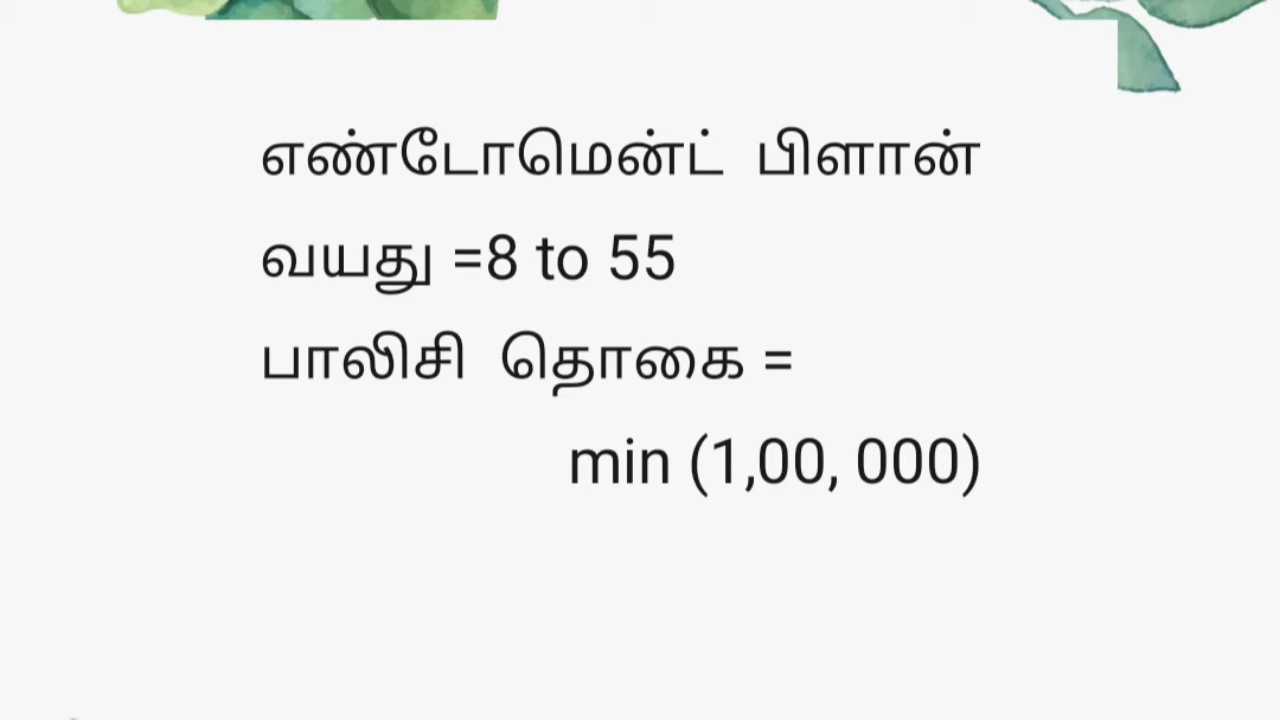 எண்டோமென்ட் பிளான்
வயது =8 to 55
பாலிசி தொகை =
min (1,00, 000)